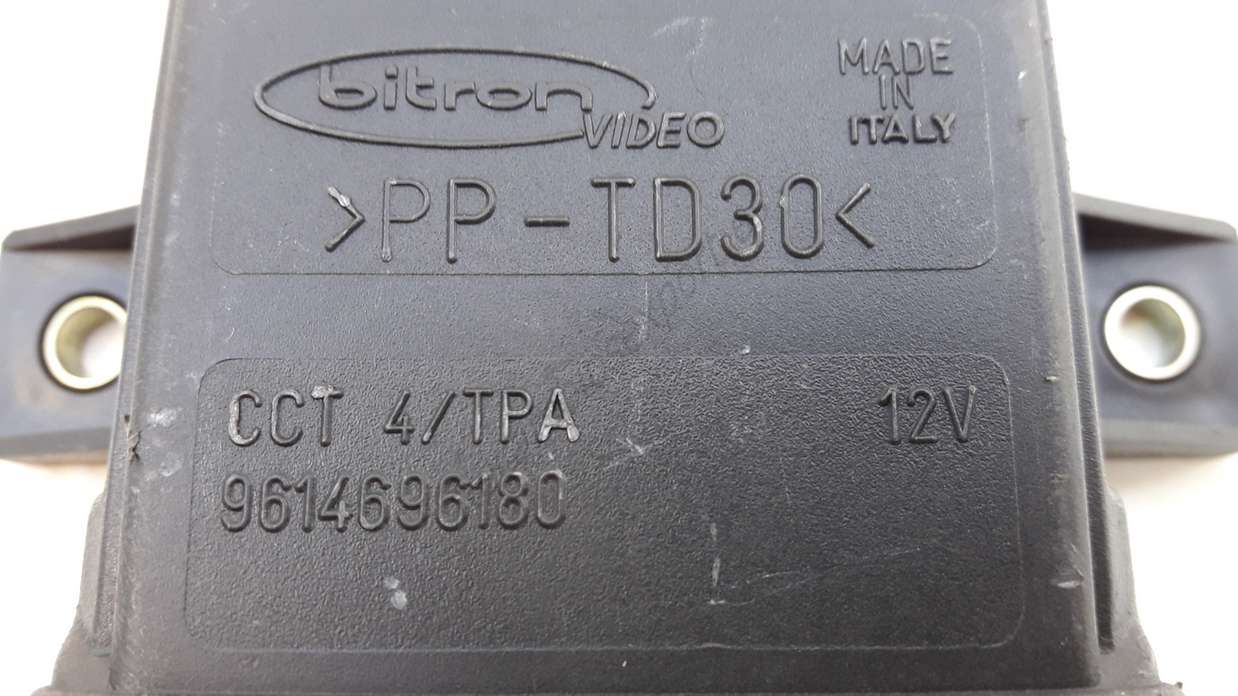 bitron VIDEO
MADE
IN
ITALY
>PP-TD30<
CCT 4/TPA
12V
9614696180